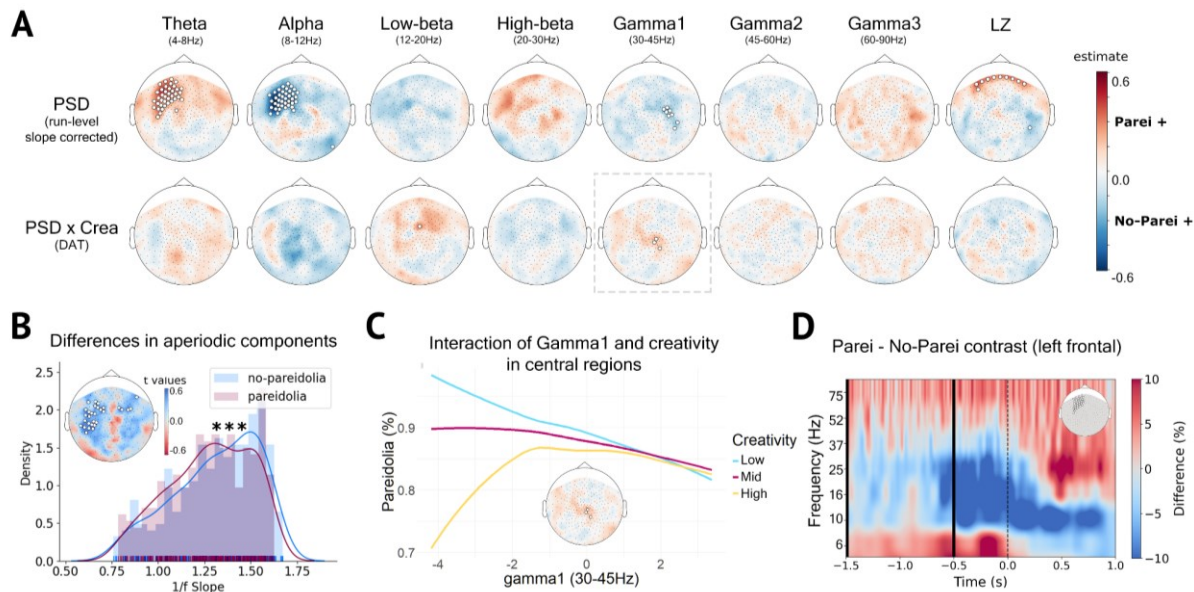 A
Theta Alpha Low-beta High-beta Gamma1 Gamma2 Gamma3 LZ
(4-8Hz) (8-12Hz) (12-20Hz) (20-30Hz) (30-45Hz) (45-60Hz) (60-90Hz)
PSD
(run-level
slope corrected)
PSD x Crea
(DAT)
estimate
0.6
Parei +
0.0
No-Parei +
-0.6
B
Differences in aperiodic components
t values
0.6
0.0
-0.6
no-pareidolia
pareidolia
***
Density
2.5
2.0
1.5
1.0
0.5
0.0
0.50 0.75 1.00 1.25 1.50 1.75
1/f Slope
C
Interaction of Gamma1 and creativity
in central regions
Pareidolia (%)
0.9
0.8
0.7
-4 -2 0 2
gamma1 (30-45Hz)
Creativity
Low
Mid
High
D
Parei - No-Parei contrast (left frontal)
Frequency (Hz)
75
52
37
25
16
10
6
-1.5 -1.0 -0.5 0.0 0.5 1.0
Time (s)
10
5
0
−5
−10
Difference (%)